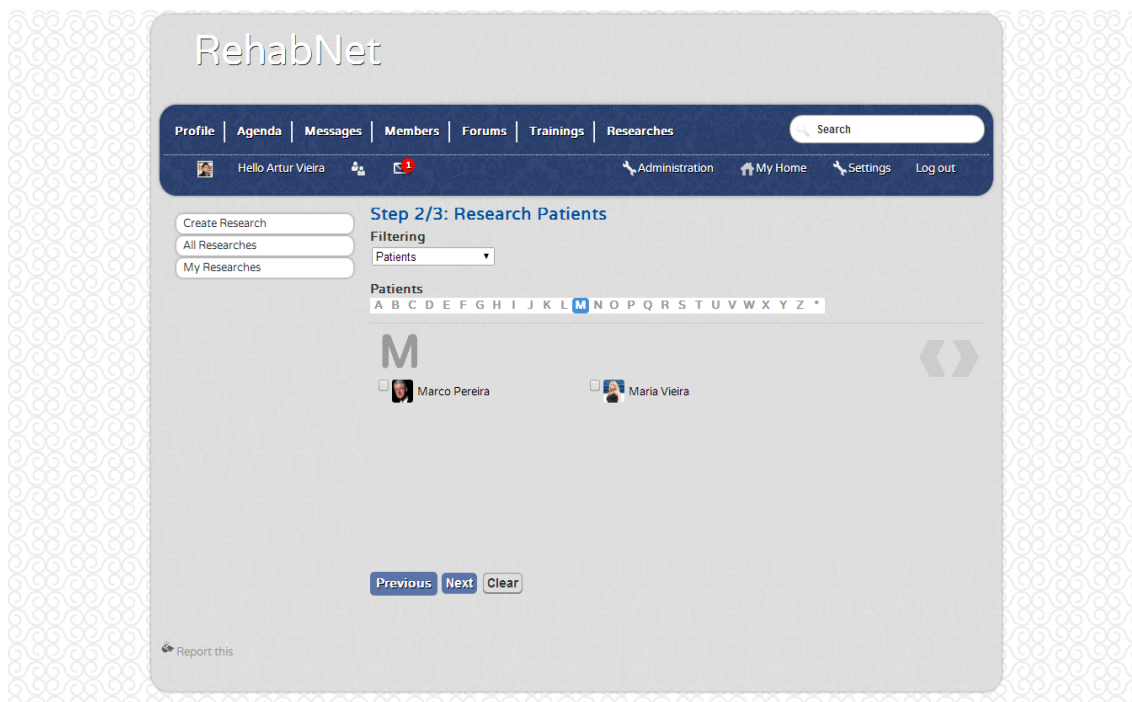 RehabNet
Profile Agenda Messages Members Forums Trainings Researches Search
Hello Artur Vieira 1 Administration My Home Settings Log out
Create Research
All Researches
My Researches
Step 2/3: Research Patients
Filtering
Patients
Patients
A B C D E F G H I J K L M N O P Q R S T U V W X Y Z *
M
Marco Pereira Maria Vieira
Previous Next Clear
Report this